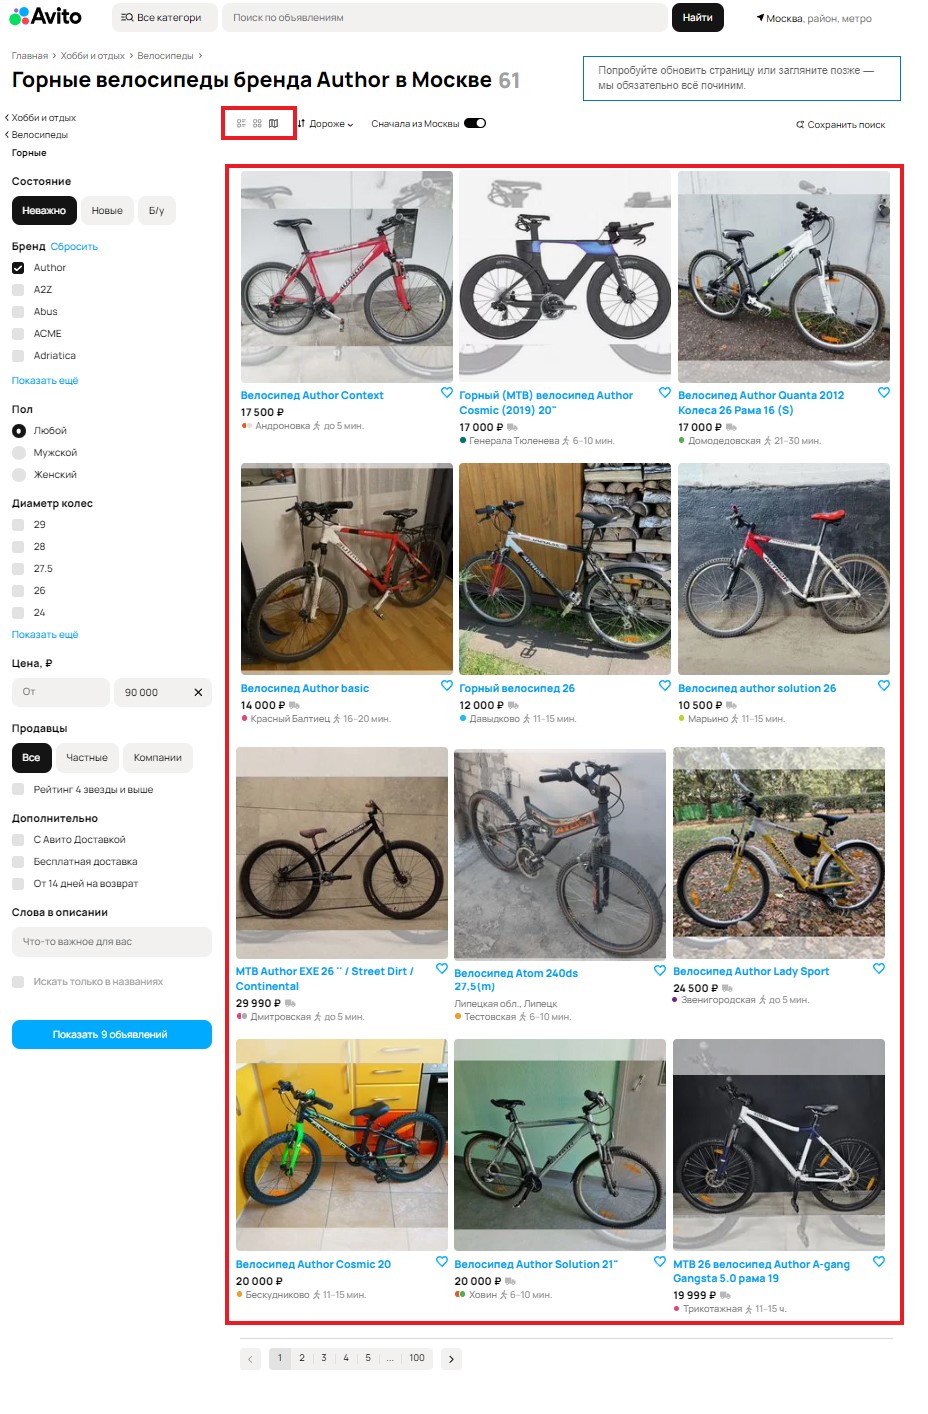 Avito
Все категори
Поиск по объявлениям
Найти
Москва, район, метро
Главная > Хобби и отдых > Велосипеды >
Горные велосипеды бренда Author в Москве 61
Попробуйте обновить страницу или загляните позже —
мы обязательно всё починим.
Хобби и отдых
Велосипеды
Горные
Дороже
Сначала из Москвы
Сохранить поиск
Состояние
Неважно
Новые
Б/у
Бренд Сбросить
Author
A2Z
Abus
ACME
Adriatica
Показать ещё
Пол
Любой
Мужской
Женский
Диаметр колес
29
28
27.5
26
24
Показать ещё
Цена, ₽
От
90 000
Продавцы
Все
Частные
Компании
Рейтинг 4 звезды и выше
Дополнительно
С Авито Доставкой
Бесплатная доставка
От 14 дней на возврат
Слова в описании
Что-то важное для вас
Искать только в названиях
Показать 9 объявлений
Велосипед Author Context
17 500 ₽
Андроновка до 5 мин.
Горный (МТВ) велосипед Author
Cosmic (2019) 20"
17 000 ₽
Генерала Тюленева 6–10 мин.
Велосипед Author Quanta 2012
Колеса 26 Рама 16 (S)
17 000 ₽
Домодедовская 21–30 мин.
Велосипед Author basic
14 000 ₽
Красный Балтиец 16–20 мин.
Горный велосипед 26
12 000 ₽
Давыдково 11–15 мин.
Велосипед author solution 26
10 500 ₽
Марьино 11–15 мин.
MTB Author EXE 26 '' / Street Dirt /
Continental
29 990 ₽
Дмитровская до 5 мин.
Велосипед Atom 240ds
27,5(m)
Липецкая обл., Липецк
Тестовская 6–10 мин.
Велосипед Author Lady Sport
24 500 ₽
Звенигородская до 5 мин.
Велосипед Author Cosmic 20
20 000 ₽
Бескудниково 11–15 мин.
Велосипед Author Solution 21"
20 000 ₽
Ховин 6–10 мин.
МТВ 26 велосипед Author A-gang
Gangsta 5.0 рама 19
19 999 ₽
Трикотажная 11–15 ч.
1 2 3 4 5 ... 100